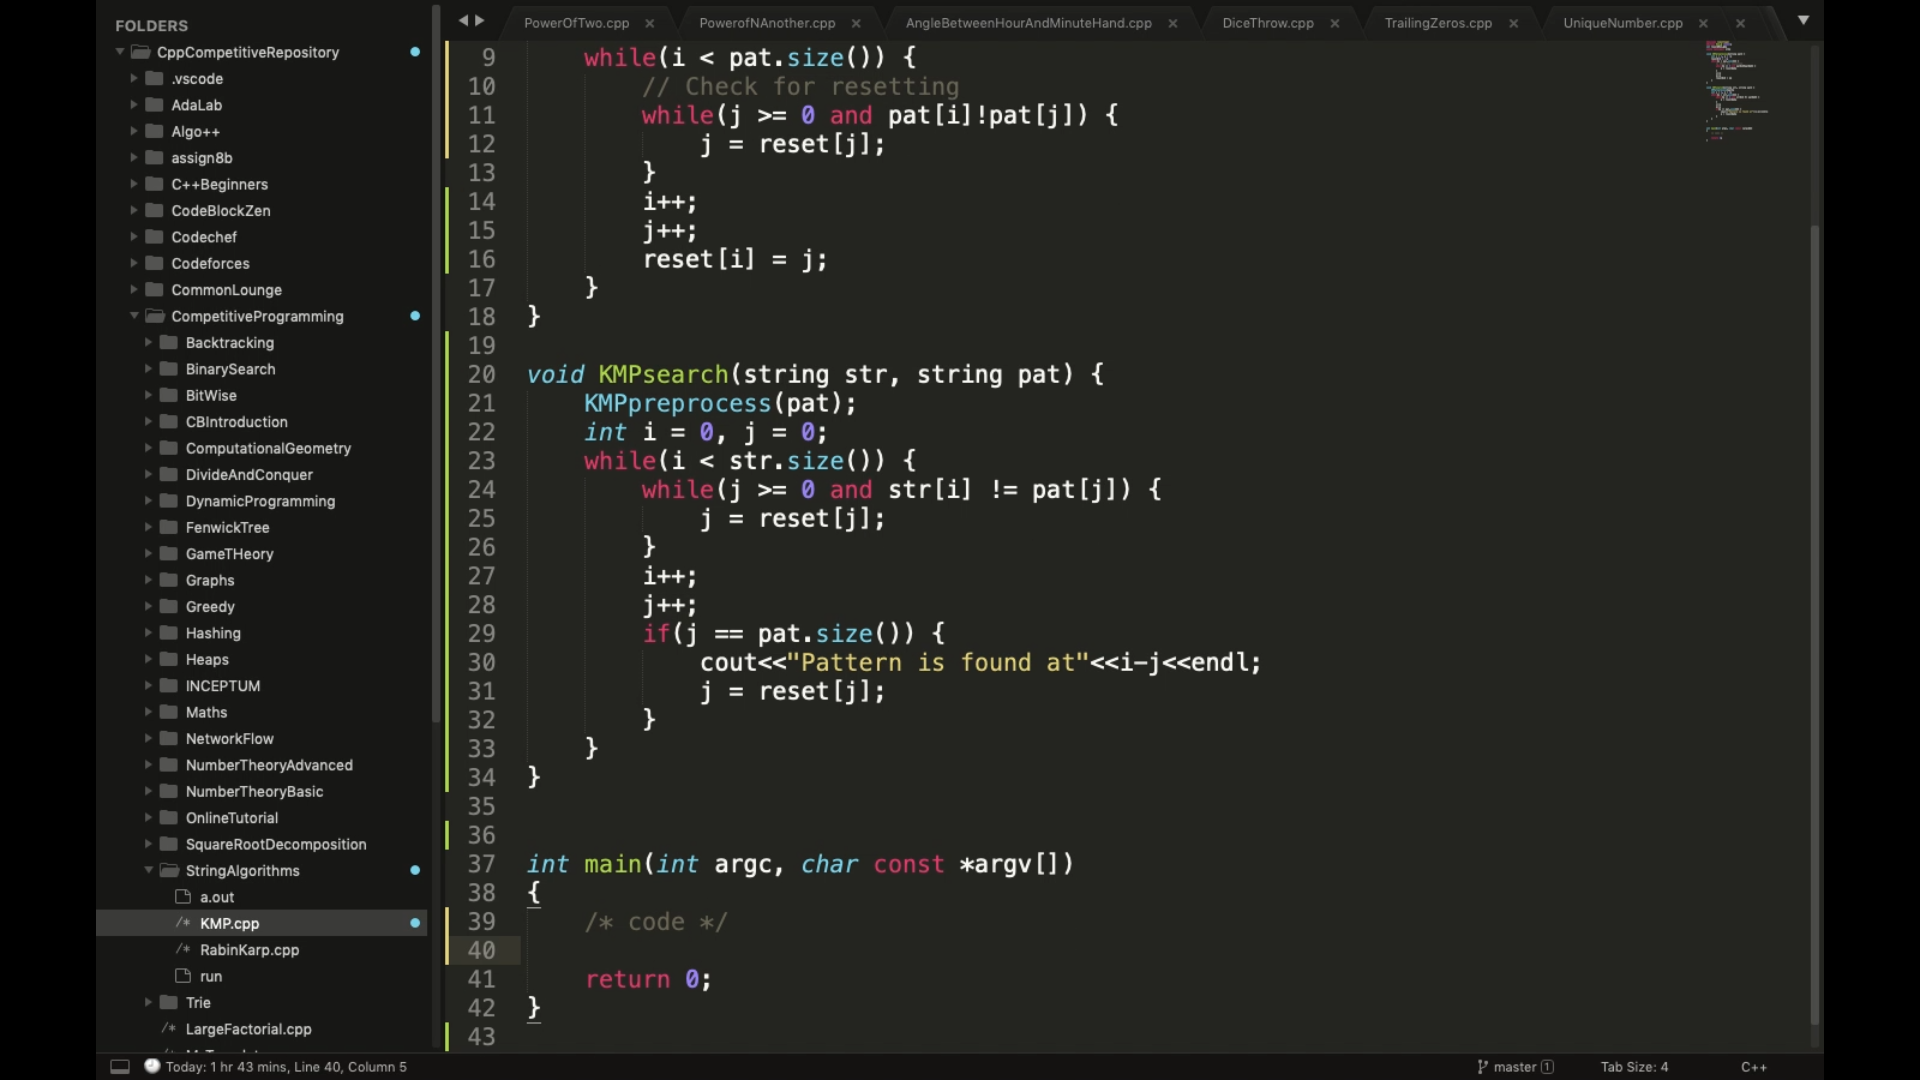 FOLDERS
CppCompetitiveRepository
.vscode
AdaLab
Algo++
assign8b
C++Beginners
CodeBlockZen
Codechef
Codeforces
CommonLounge
CompetitiveProgramming
Backtracking
BinarySearch
BitWise
CBIntroduction
ComputationalGeometry
DivideAndConquer
DynamicProgramming
FenwickTree
GameTHeory
Graphs
Greedy
Hashing
Heaps
INCEPTUM
Maths
NetworkFlow
NumberTheoryAdvanced
NumberTheoryBasic
OnlineTutorial
SquareRootDecomposition
StringAlgorithms
a.out
/* KMP.cpp
/* RabinKarp.cpp
run
Trie
/* LargeFactorial.cpp
PowerOfTwo.cpp × PowerofNAnother.cpp × AngleBetweenHourAndMinuteHand.cpp × DiceThrow.cpp × TrailingZeros.cpp × UniqueNumber.cpp × ×
9 while(i < pat.size()) {
10 // Check for resetting
11 while(j >= 0 and pat[i]!pat[j]) {
12 j = reset[j];
13 }
14 i++;
15 j++;
16 reset[i] = j;
17 }
18 }
19
20 void KMPsearch(string str, string pat) {
21 KMPpreprocess(pat);
22 int i = 0, j = 0;
23 while(i < str.size()) {
24 while(j >= 0 and str[i] != pat[j]) {
25 j = reset[j];
26 }
27 i++;
28 j++;
29 if(j == pat.size()) {
30 cout<<"Pattern is found at"<<i-j<<endl;
31 j = reset[j];
32 }
33 }
34 }
35
36
37 int main(int argc, char const *argv[])
38 {
39 /* code */
40
41 return 0;
42 }
43
Today: 1 hr 43 mins, Line 40, Column 5
master 1
Tab Size: 4
C++